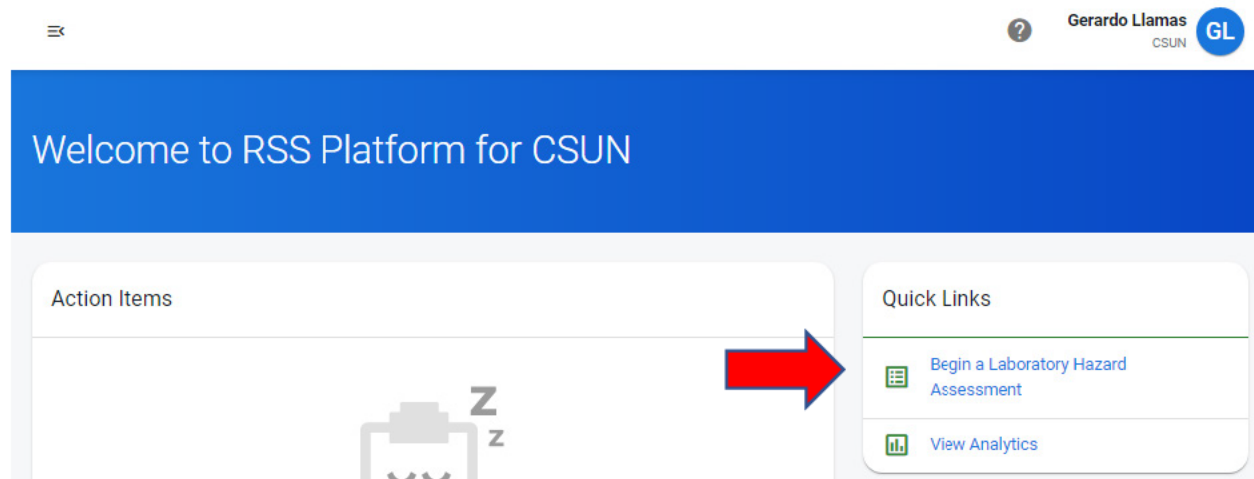 Gerardo Llamas
CSUN
GL
Welcome to RSS Platform for CSUN
Action Items
Quick Links
Begin a Laboratory Hazard
Assessment
View Analytics
Z
z